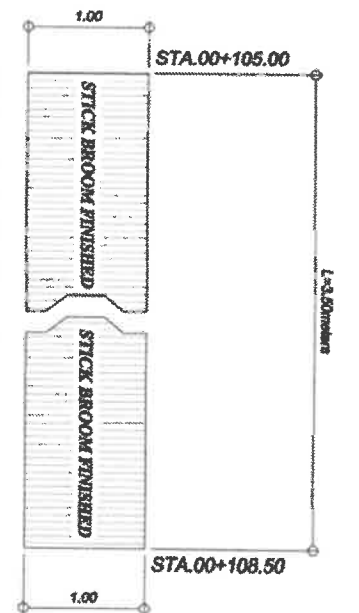 1.00
STA.00+105.00
STICK BROOM FINISHED
L=3.50meters
STICK BROOM FINISHED
STA.00+108.50
1.00